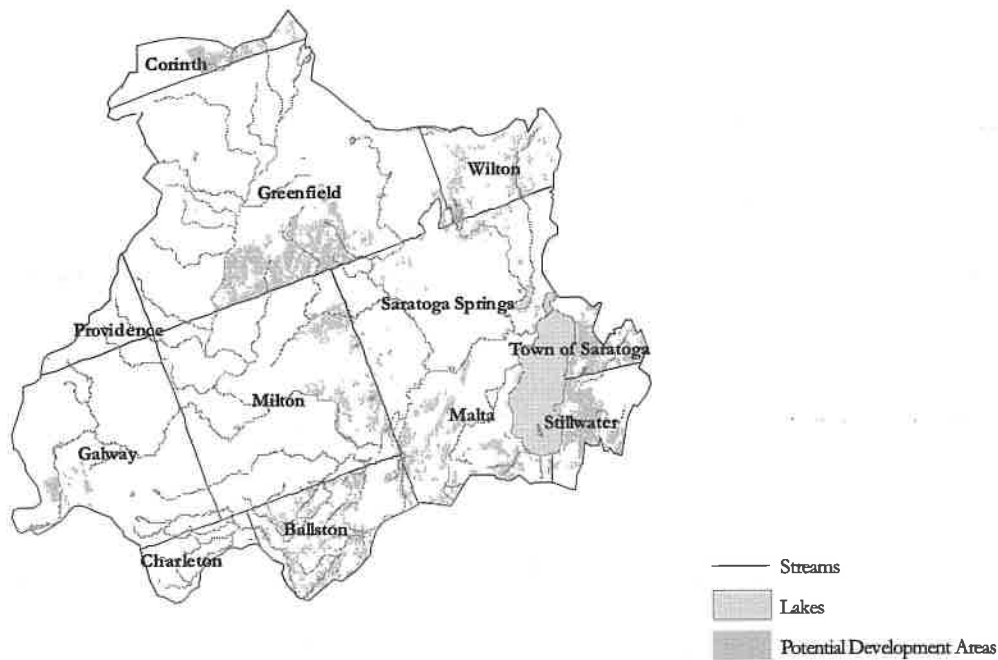 Corinth
Wilton
Greenfield
Saratoga Springs
Providence
Town of Saratoga
Milton
Malta
Stillwater
Galway
Ballston
Charleton
Streams
Lakes
Potential Development Areas